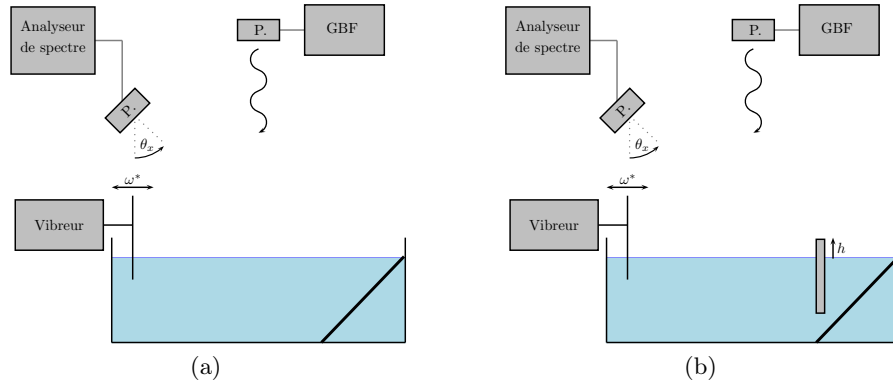 Analyseur
de spectre
P.
GBF
P.
θx
ω*
Vibreur
(a)
Analyseur
de spectre
P.
GBF
P.
θx
ω*
Vibreur
h
(b)